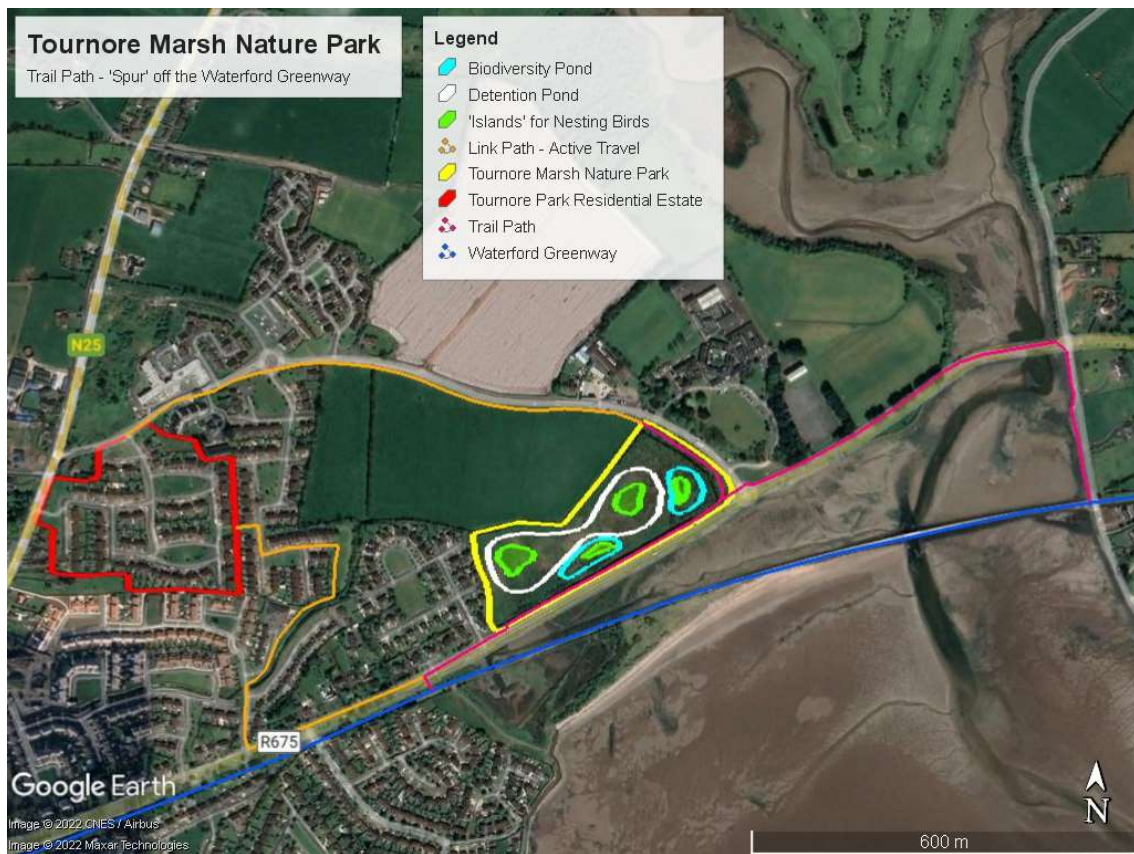 Tournore Marsh Nature Park
Trail Path - 'Spur' off the Waterford Greenway
Legend
Biodiversity Pond
Detention Pond
'Islands' for Nesting Birds
Link Path - Active Travel
Tournore Marsh Nature Park
Tournore Park Residential Estate
Trail Path
Waterford Greenway
N25
R675
Google Earth
Image © 2022 CNES / Airbus
Image © 2022 Maxar Technologies
N
600 m